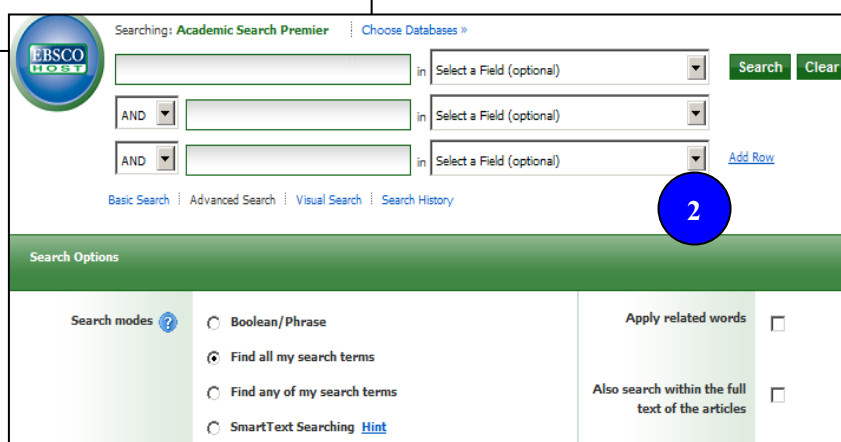 Searching: Academic Search Premier Choose Databases »
EBSCO
HOST
in Select a Field (optional) Search Clear
AND in Select a Field (optional)
AND in Select a Field (optional) Add Row
Basic Search Advanced Search Visual Search Search History
2
Search Options
Search modes ? Boolean/Phrase Apply related words
Find all my search terms
Find any of my search terms Also search within the full
text of the articles
SmartText Searching Hint